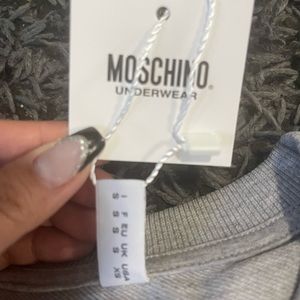 MOSCHINO
UNDERWEAR
I F EU UK USA
S S S S XS